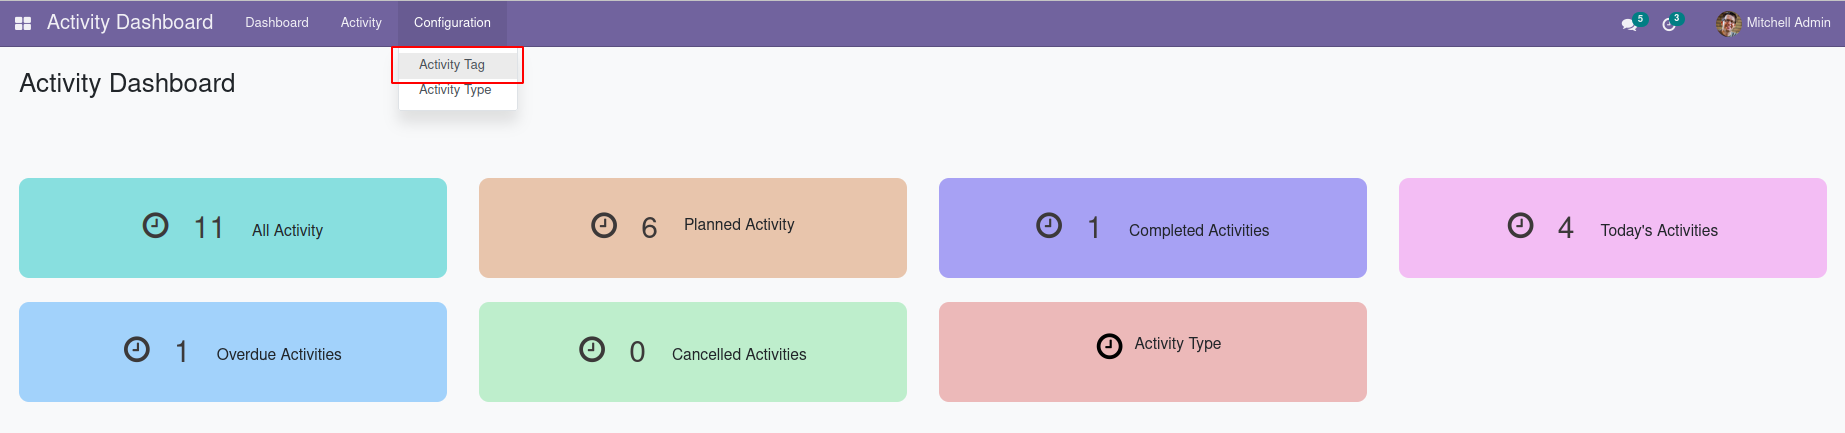 Activity Dashboard Dashboard Activity Configuration 5 3 Mitchell Admin
Activity Tag
Activity Type
Activity Dashboard
11 All Activity
6 Planned Activity
1 Completed Activities
4 Today's Activities
1 Overdue Activities
0 Cancelled Activities
Activity Type